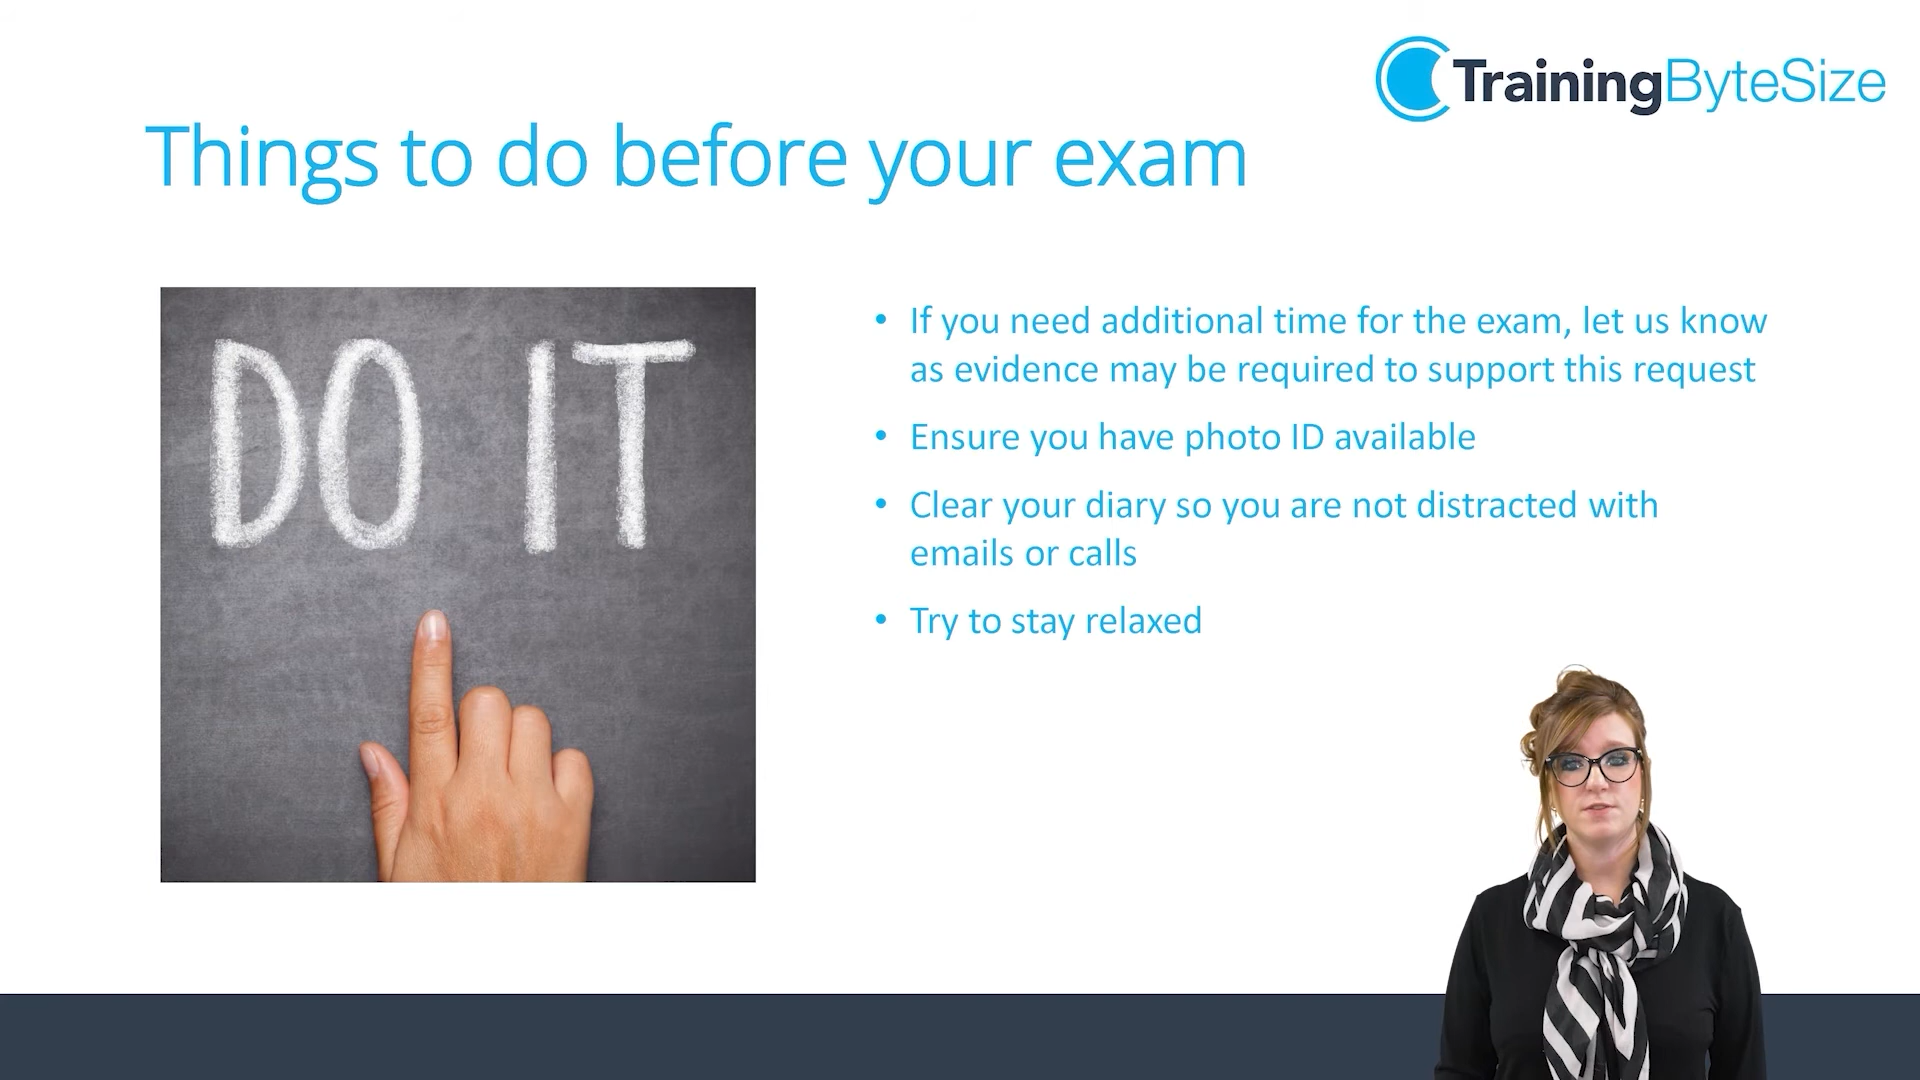 TrainingByteSize
Things to do before your exam
DO IT
• If you need additional time for the exam, let us know
as evidence may be required to support this request
• Ensure you have photo ID available
• Clear your diary so you are not distracted with
emails or calls
• Try to stay relaxed